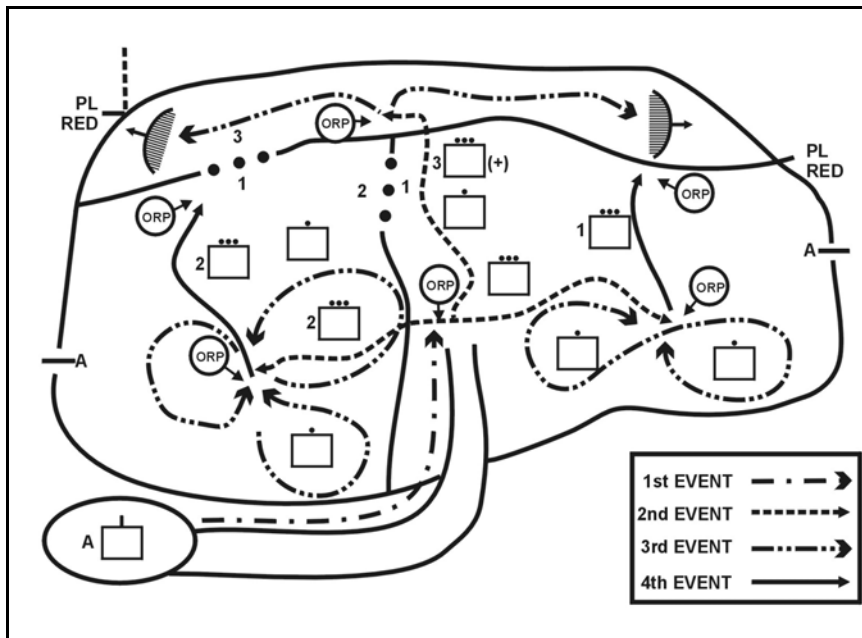 PL
RED
3
ORP
3
(+)
PL
RED
1
2
1
ORP
1
2
A
ORP
ORP
2
ORP
A
A
1st EVENT
2nd EVENT
3rd EVENT
4th EVENT